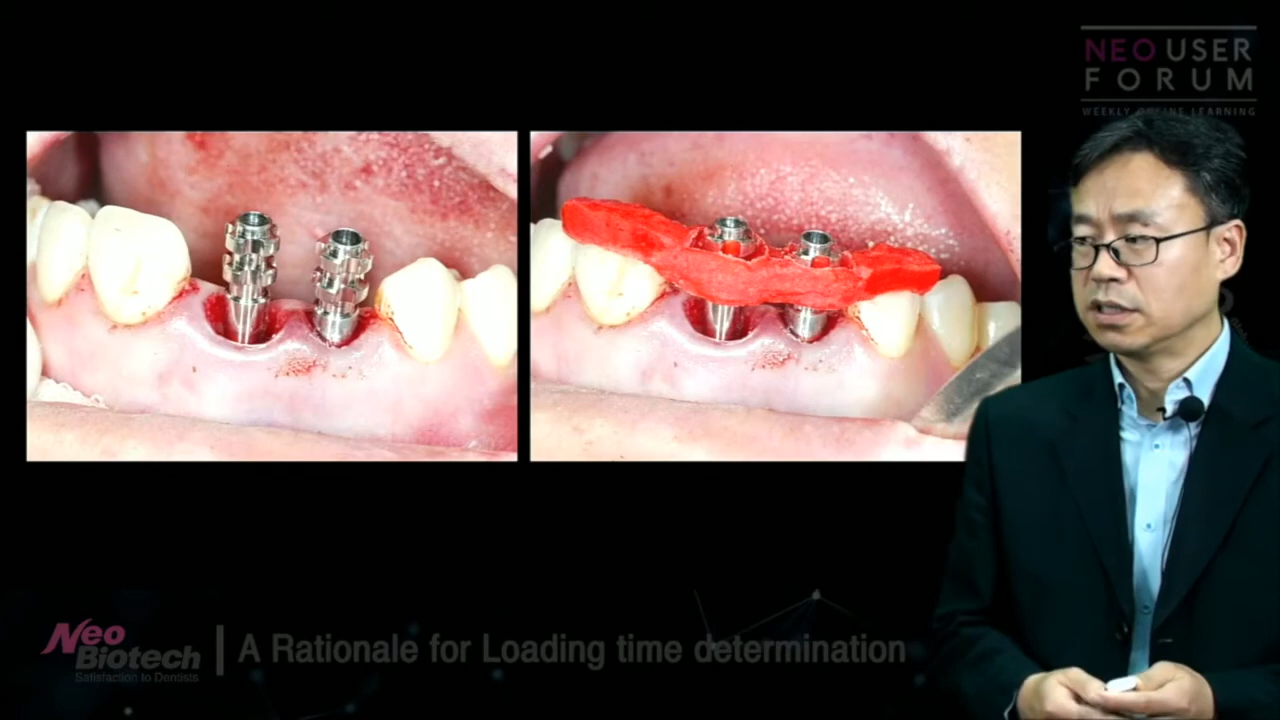 NEO USER
FORUM
WEEKLY ONLINE LEARNING
Neo
Biotech
Satisfaction to Dentists
A Rationale for Loading time determination